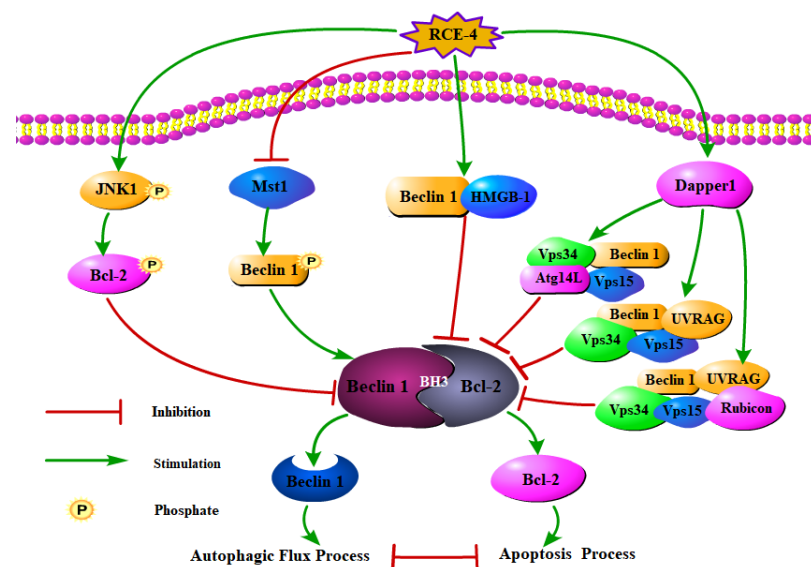 RCE-4
JNK1
P
Mst1
Beclin 1
HMGB-1
Dapper1
Bcl-2
P
Beclin 1
P
Vps34
Beclin 1
Atg14L
Vps15
Beclin 1
UVRAG
Vps34
Vps15
Beclin 1
BH3
Bcl-2
Beclin 1
UVRAG
Vps34
Vps15
Rubicon
Inhibition
Stimulation
P
Phosphate
Beclin 1
Bcl-2
Autophagic Flux Process
Apoptosis Process